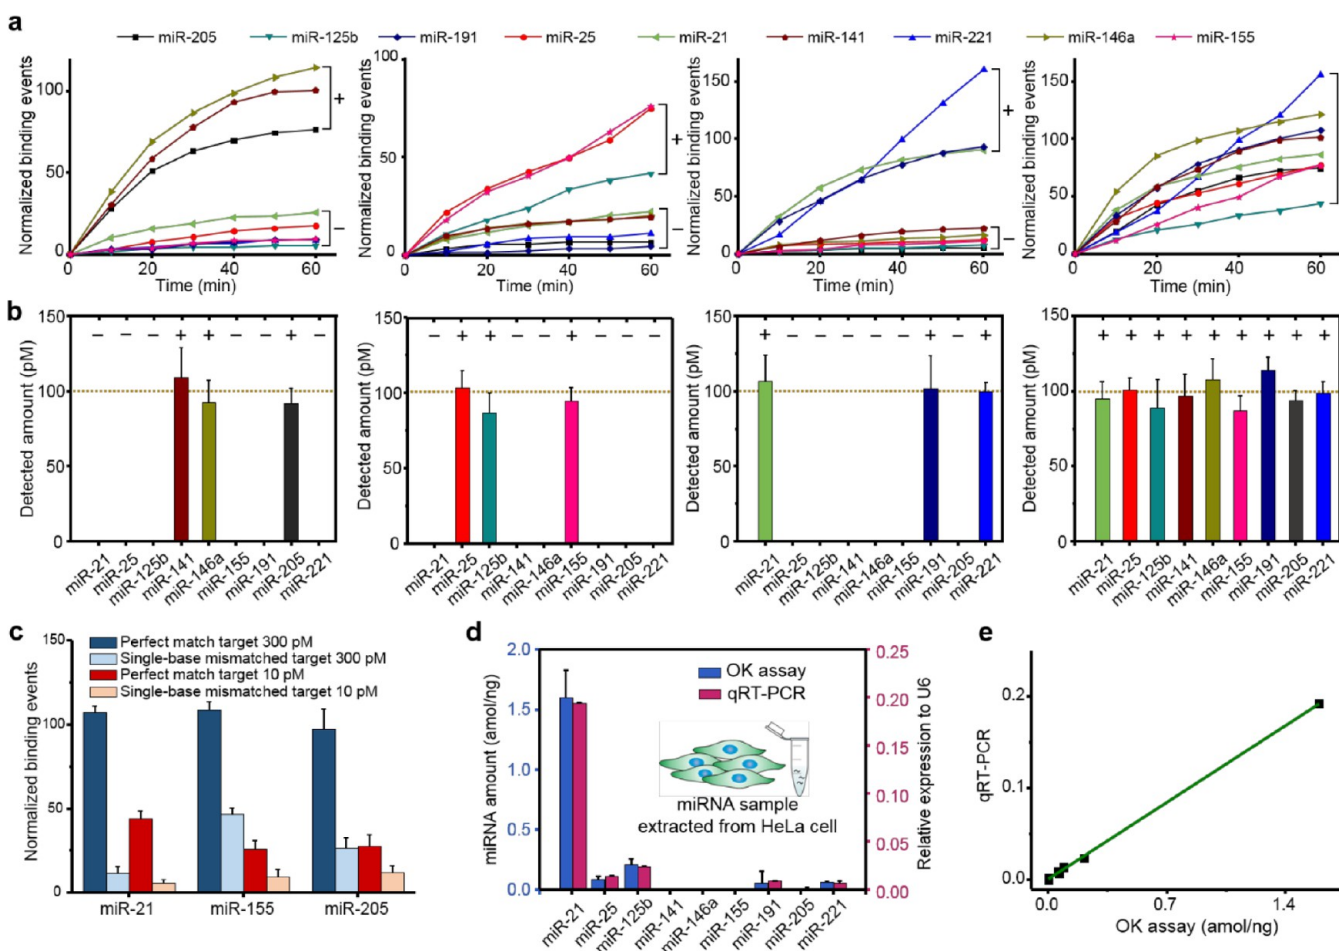 a
miR-205 miR-125b miR-191 miR-25 miR-21 miR-141 miR-221 miR-146a miR-155
Normalized binding events
100
50
0
0 20 40 60
Time (min)
+
−
Normalized binding events
100
50
0
0 20 40 60
Time (min)
+
−
Normalized binding events
150
100
50
0
0 20 40 60
Time (min)
+
−
Normalized binding events
150
100
50
0
0 20 40 60
Time (min)
b
Detected amount (pM)
150
100
50
0
− − − + + − − + −
miR-21 miR-25 miR-125b miR-141 miR-146a miR-155 miR-191 miR-205 miR-221
Detected amount (pM)
150
100
50
0
− + + − − + − − −
miR-21 miR-25 miR-125b miR-141 miR-146a miR-155 miR-191 miR-205 miR-221
Detected amount (pM)
150
100
50
0
+ − − − − − + − +
miR-21 miR-25 miR-125b miR-141 miR-146a miR-155 miR-191 miR-205 miR-221
Detected amount (pM)
150
100
50
0
+ + + + + + + + +
miR-21 miR-25 miR-125b miR-141 miR-146a miR-155 miR-191 miR-205 miR-221
c
Normalized binding events
150
100
50
0
Perfect match target 300 pM
Single-base mismatched target 300 pM
Perfect match target 10 pM
Single-base mismatched target 10 pM
miR-21 miR-155 miR-205
d
miRNA amount (amol/ng)
2.0
1.5
1.0
0.5
0.0
OK assay
qRT-PCR
miRNA sample
extracted from HeLa cell
0.25
0.20
0.15
0.10
0.05
0.00
Relative expression to U6
miR-21 miR-25 miR-125b miR-141 miR-146a miR-155 miR-191 miR-205 miR-221
e
qRT-PCR
0.2
0.1
0.0
0.0 0.7 1.4
OK assay (amol/ng)